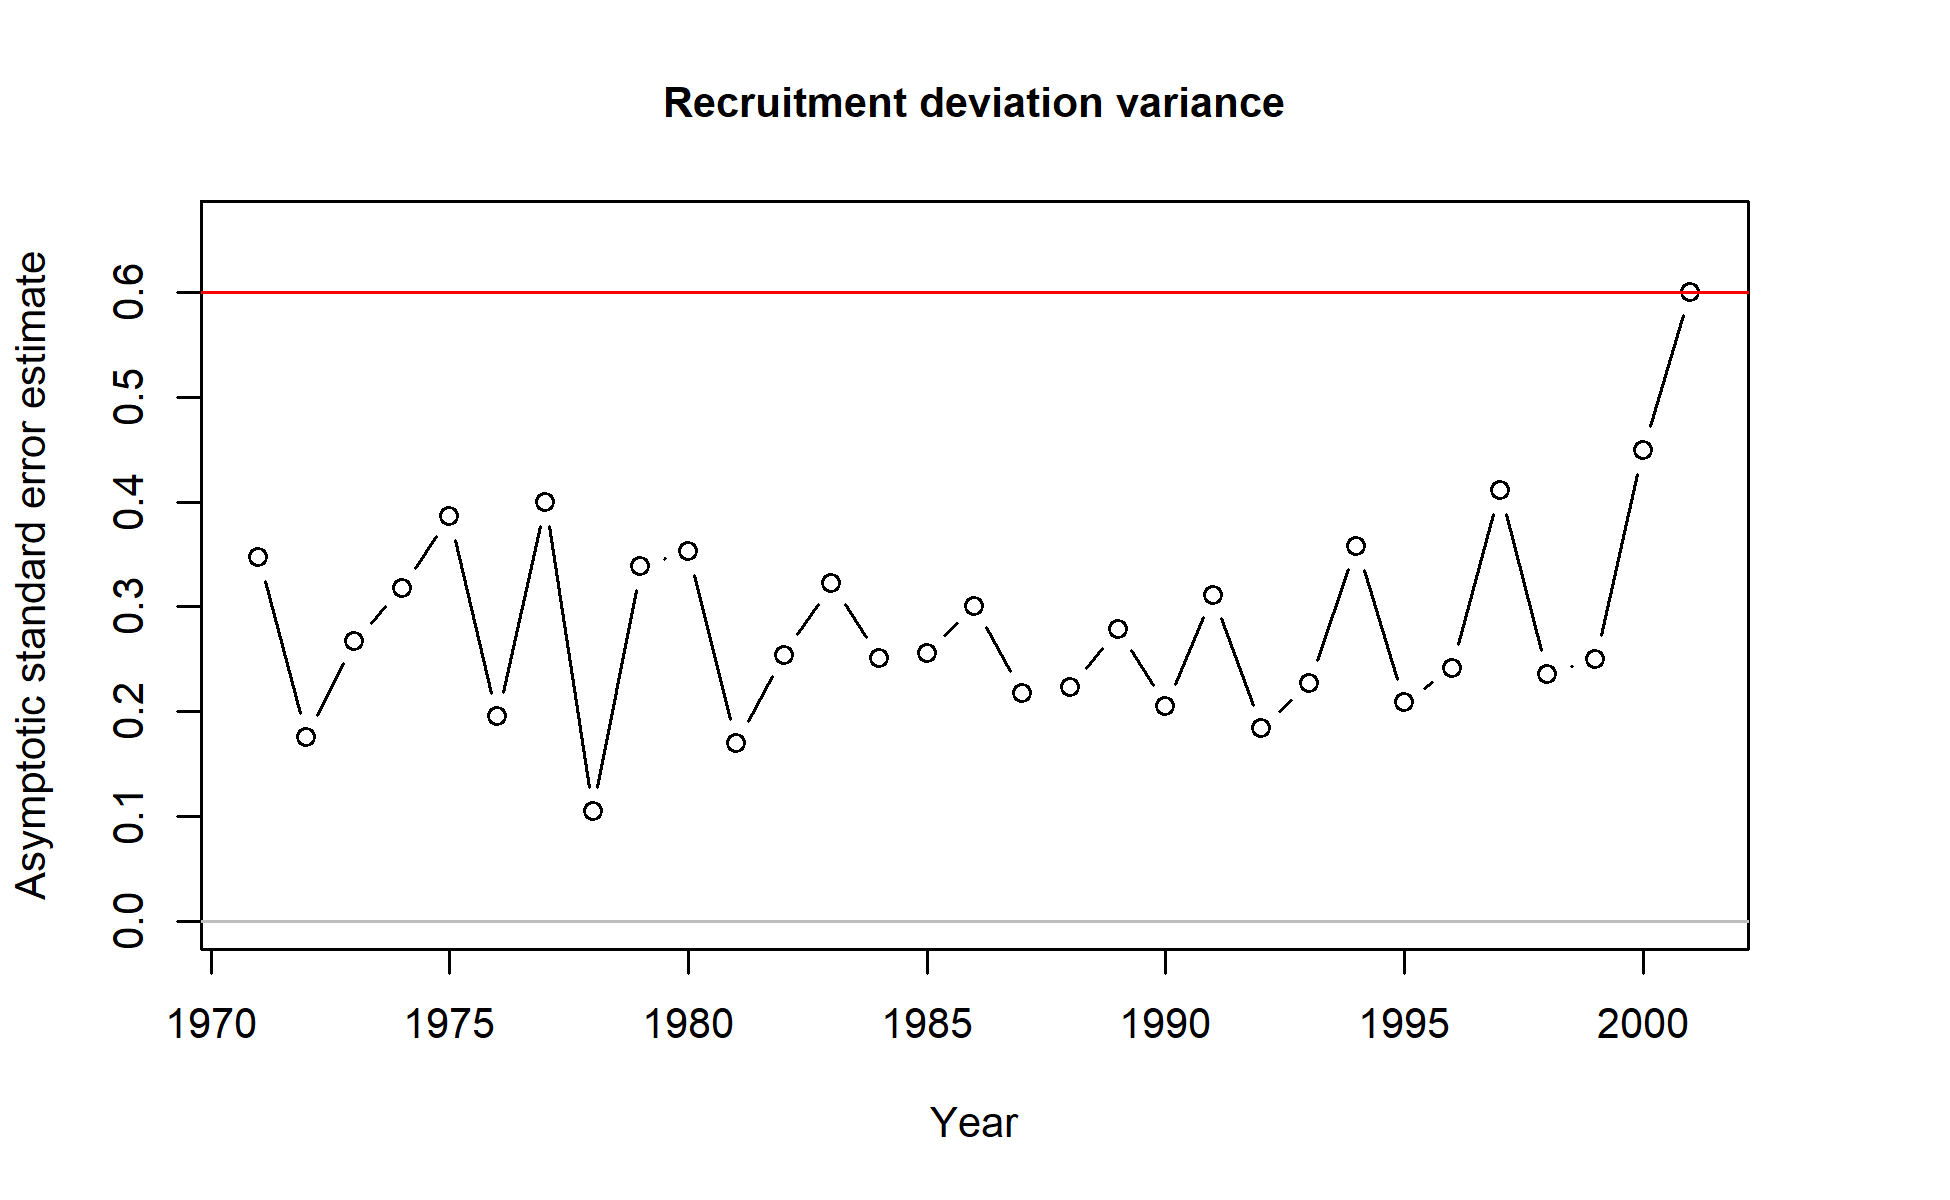 Recruitment deviation variance
Asymptotic standard error estimate
0.6
0.5
0.4
0.3
0.2
0.1
0.0
1970 1975 1980 1985 1990 1995 2000
Year